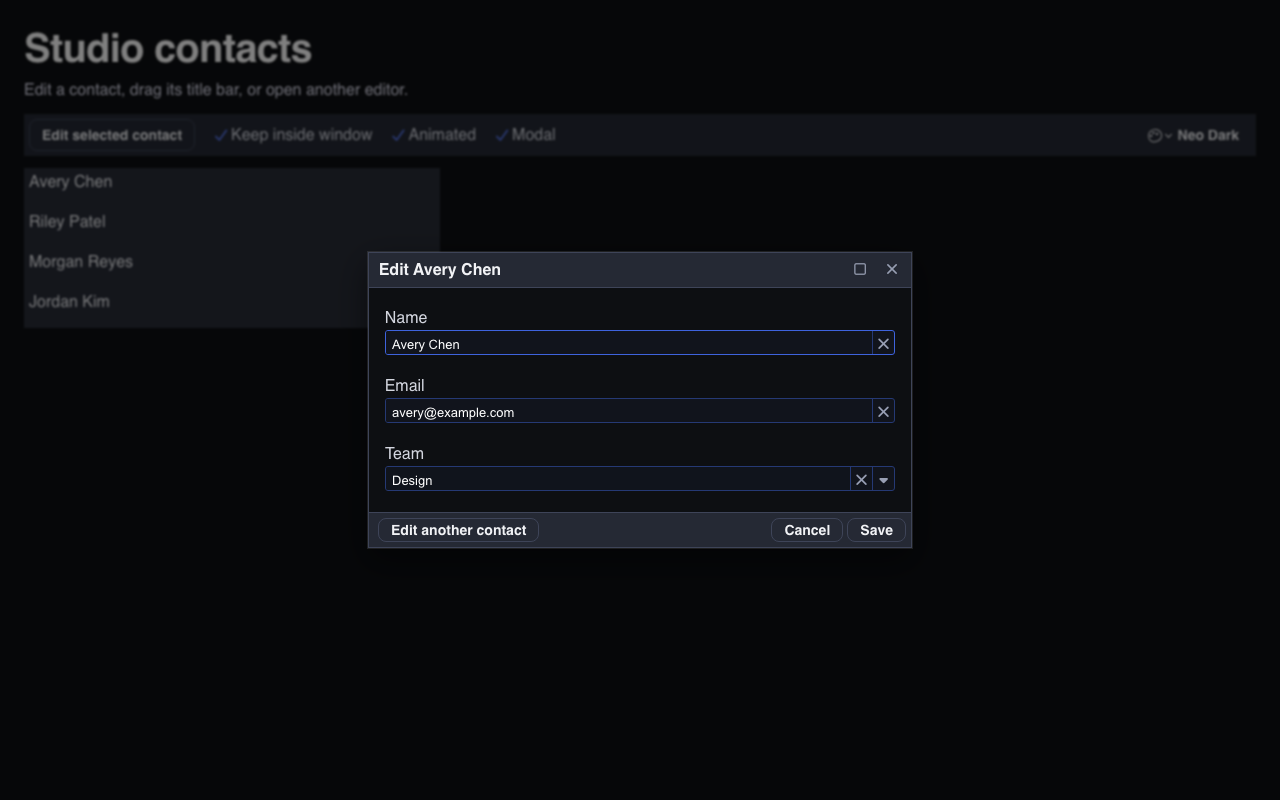 Studio contacts
Edit a contact, drag its title bar, or open another editor.
Edit selected contact Keep inside window Animated Modal Neo Dark
Avery Chen
Riley Patel
Morgan Reyes
Jordan Kim
Edit Avery Chen
Name
Avery Chen
Email
avery@example.com
Team
Design
Edit another contact Cancel Save